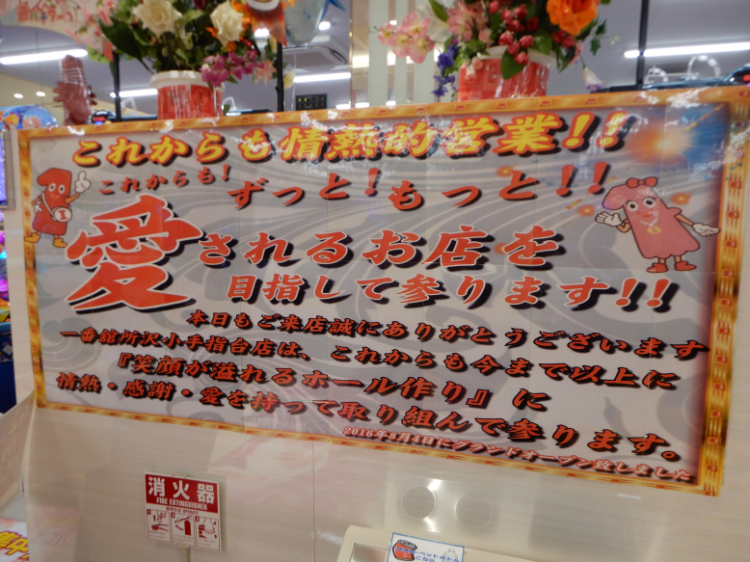 これからも情熱的営業!!
これからも!ずっと!もっと!!
愛されるお店を
目指して参ります!!
本日もご来店誠にありがとうございます
一番舘所沢小手指台店は、これからも今まで以上に
『笑顔が溢れるホール作り』に
情熱・感謝・愛を持って取り組んで参ります。
2016年8月4日にグランドオープン致しました
消火器
FIRE EXTINGUISHER